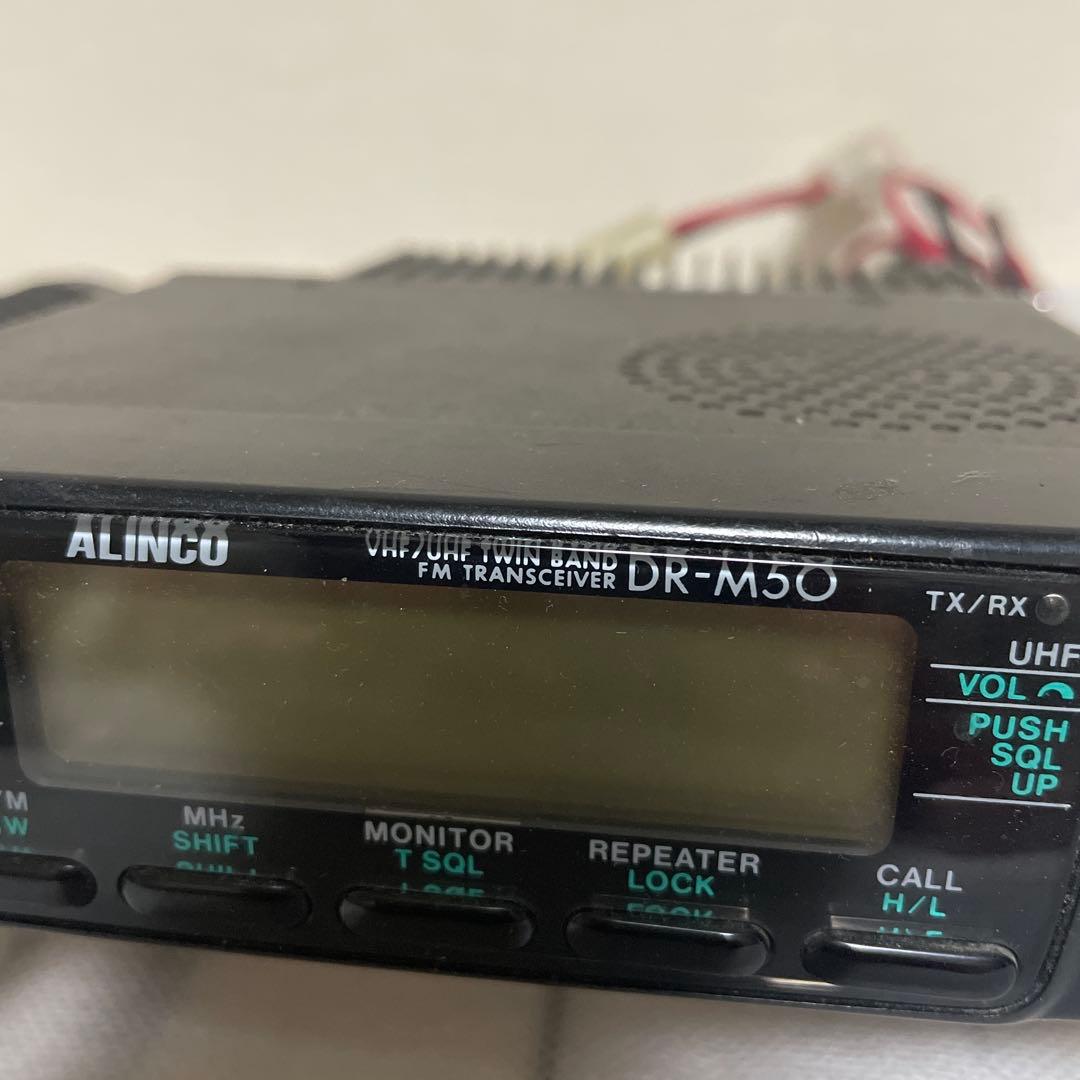 ALINCO
VHF/UHF TWIN BAND
FM TRANSCEIVER DR-M50
TX/RX
UHF
VOL
PUSH
SQL
UP
MHz
SHIFT
MONITOR
T SQL
REPEATER
LOCK
CALL
H/L